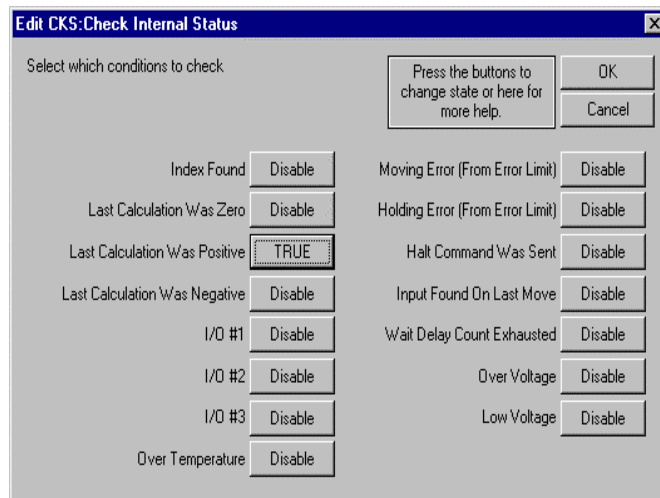 Edit CKS:Check Internal Status
Select which conditions to check
Press the buttons to
change state or here for
more help.
OK
Cancel
Index Found Disable
Last Calculation Was Zero Disable
Last Calculation Was Positive TRUE
Last Calculation Was Negative Disable
I/O #1 Disable
I/O #2 Disable
I/O #3 Disable
Over Temperature Disable
Moving Error (From Error Limit) Disable
Holding Error (From Error Limit) Disable
Halt Command Was Sent Disable
Input Found On Last Move Disable
Wait Delay Count Exhausted Disable
Over Voltage Disable
Low Voltage Disable